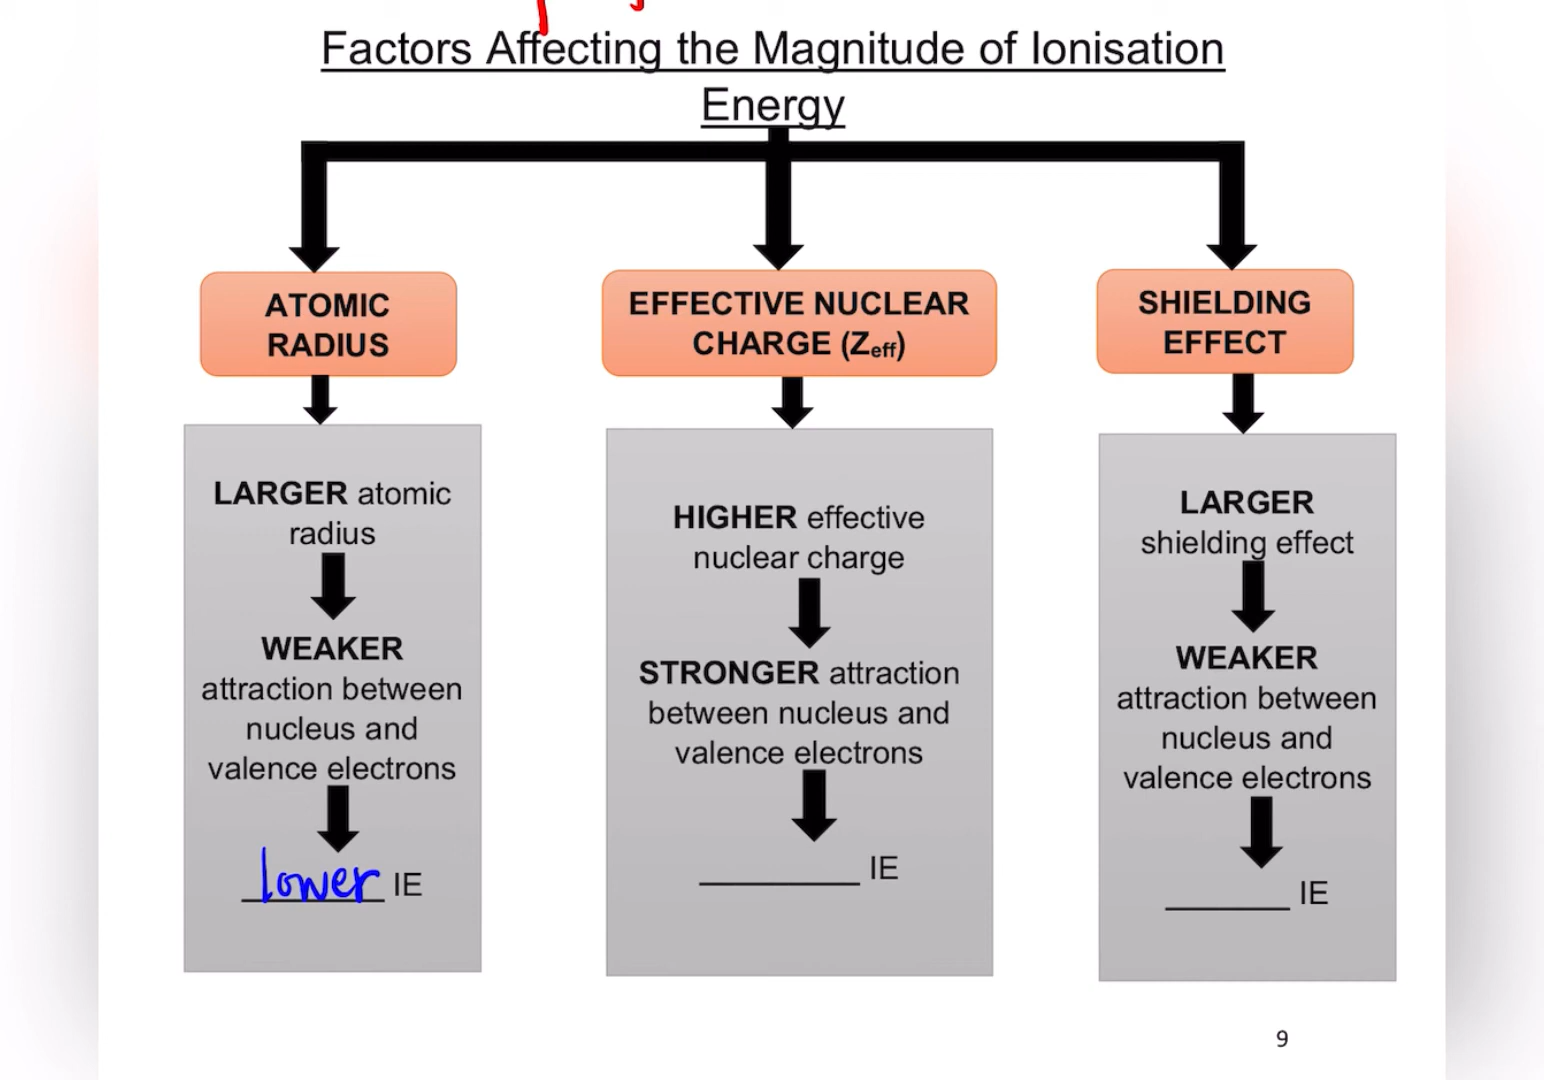 Factors Affecting the Magnitude of Ionisation
Energy
ATOMIC
RADIUS
LARGER atomic
radius
WEAKER
attraction between
nucleus and
valence electrons
lower IE
EFFECTIVE NUCLEAR
CHARGE (Zeff)
HIGHER effective
nuclear charge
STRONGER attraction
between nucleus and
valence electrons
__________ IE
SHIELDING
EFFECT
LARGER
shielding effect
WEAKER
attraction between
nucleus and
valence electrons
________ IE
9